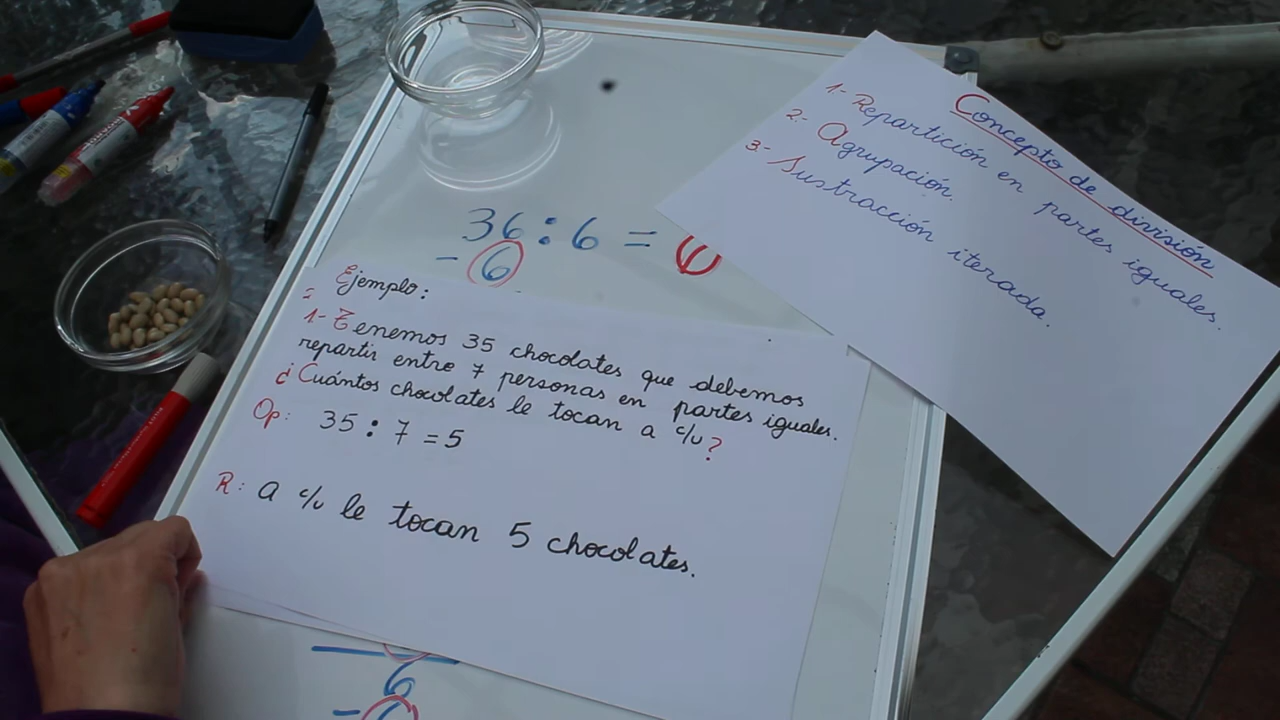 Concepto de división
1- Repartición en partes iguales.
2- Agrupación.
3- Sustracción iterada.
36 : 6 =
- 6
Ejemplo:
1- Tenemos 35 chocolates que debemos
repartir entre 7 personas en partes iguales.
¿Cuántos chocolates le tocan a c/u?
Op: 35 : 7 = 5
R: a c/u le tocan 5 chocolates.
6
-